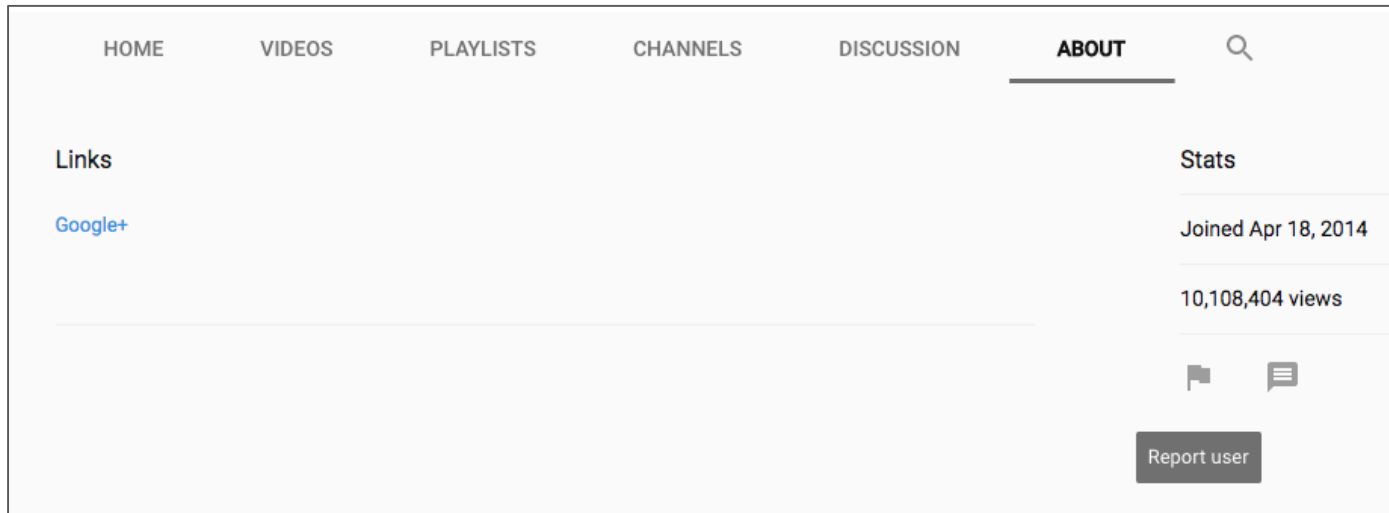 HOME VIDEOS PLAYLISTS CHANNELS DISCUSSION ABOUT
Links
Google+
Stats
Joined Apr 18, 2014
10,108,404 views
Report user